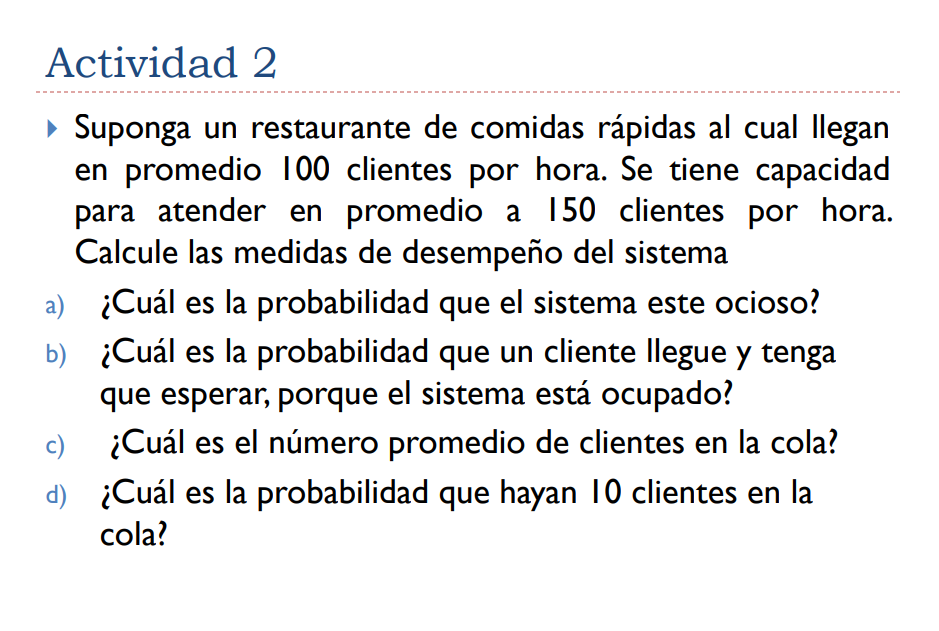 Actividad 2
Suponga un restaurante de comidas rápidas al cual llegan
en promedio 100 clientes por hora. Se tiene capacidad
para atender en promedio a 150 clientes por hora.
Calcule las medidas de desempeño del sistema
a) ¿Cuál es la probabilidad que el sistema este ocioso?
b) ¿Cuál es la probabilidad que un cliente llegue y tenga
que esperar, porque el sistema está ocupado?
c) ¿Cuál es el número promedio de clientes en la cola?
d) ¿Cuál es la probabilidad que hayan 10 clientes en la
cola?